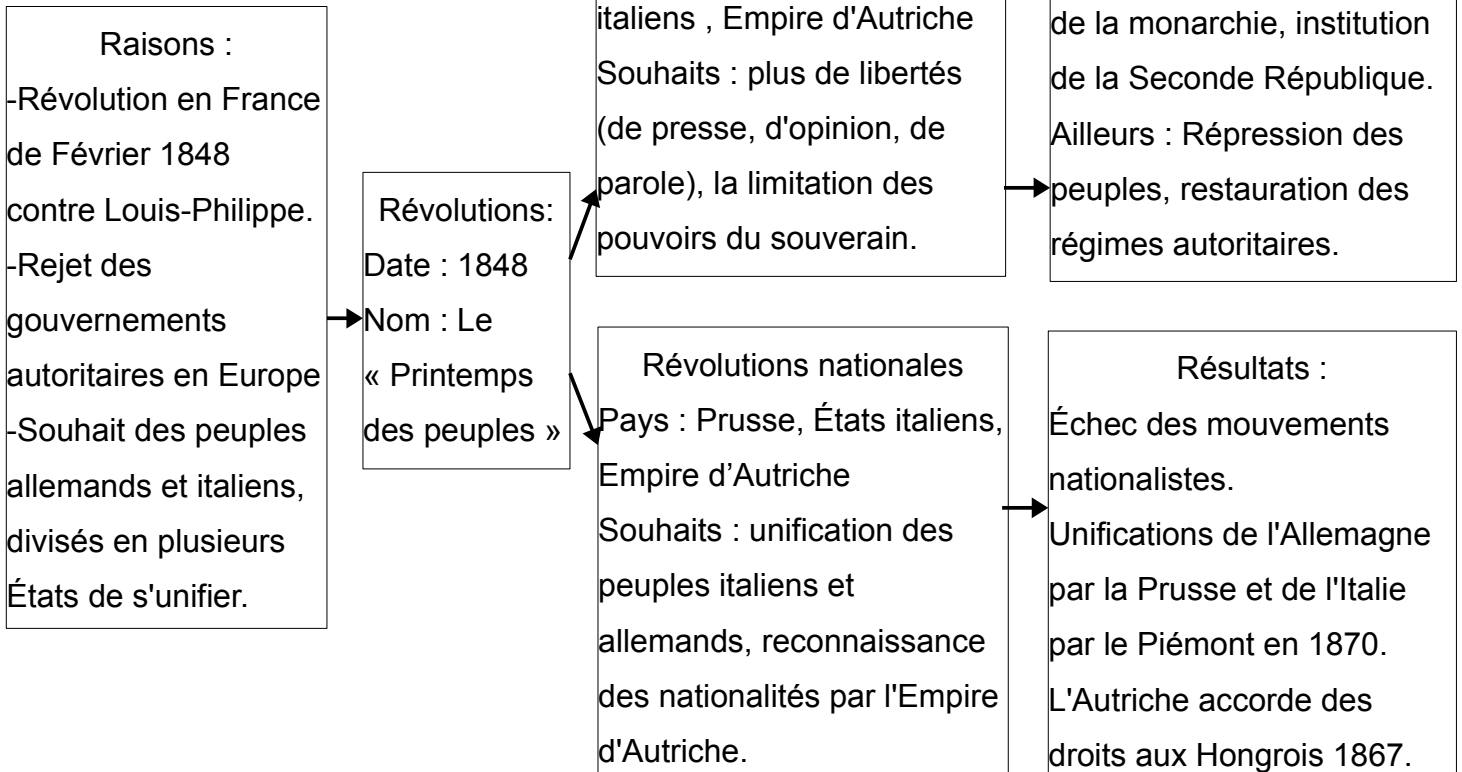 Raisons :
-Révolution en France
de Février 1848
contre Louis-Philippe.
-Rejet des
gouvernements
autoritaires en Europe
-Souhait des peuples
allemands et italiens,
divisés en plusieurs
États de s'unifier.
Révolutions:
Date : 1848
Nom : Le
« Printemps
des peuples »
italiens , Empire d'Autriche
Souhaits : plus de libertés
(de presse, d'opinion, de
parole), la limitation des
pouvoirs du souverain.
de la monarchie, institution
de la Seconde République.
Ailleurs : Répression des
peuples, restauration des
régimes autoritaires.
Révolutions nationales
Pays : Prusse, États italiens,
Empire d’Autriche
Souhaits : unification des
peuples italiens et
allemands, reconnaissance
des nationalités par l'Empire
d'Autriche.
Résultats :
Échec des mouvements
nationalistes.
Unifications de l'Allemagne
par la Prusse et de l'Italie
par le Piémont en 1870.
L'Autriche accorde des
droits aux Hongrois 1867.